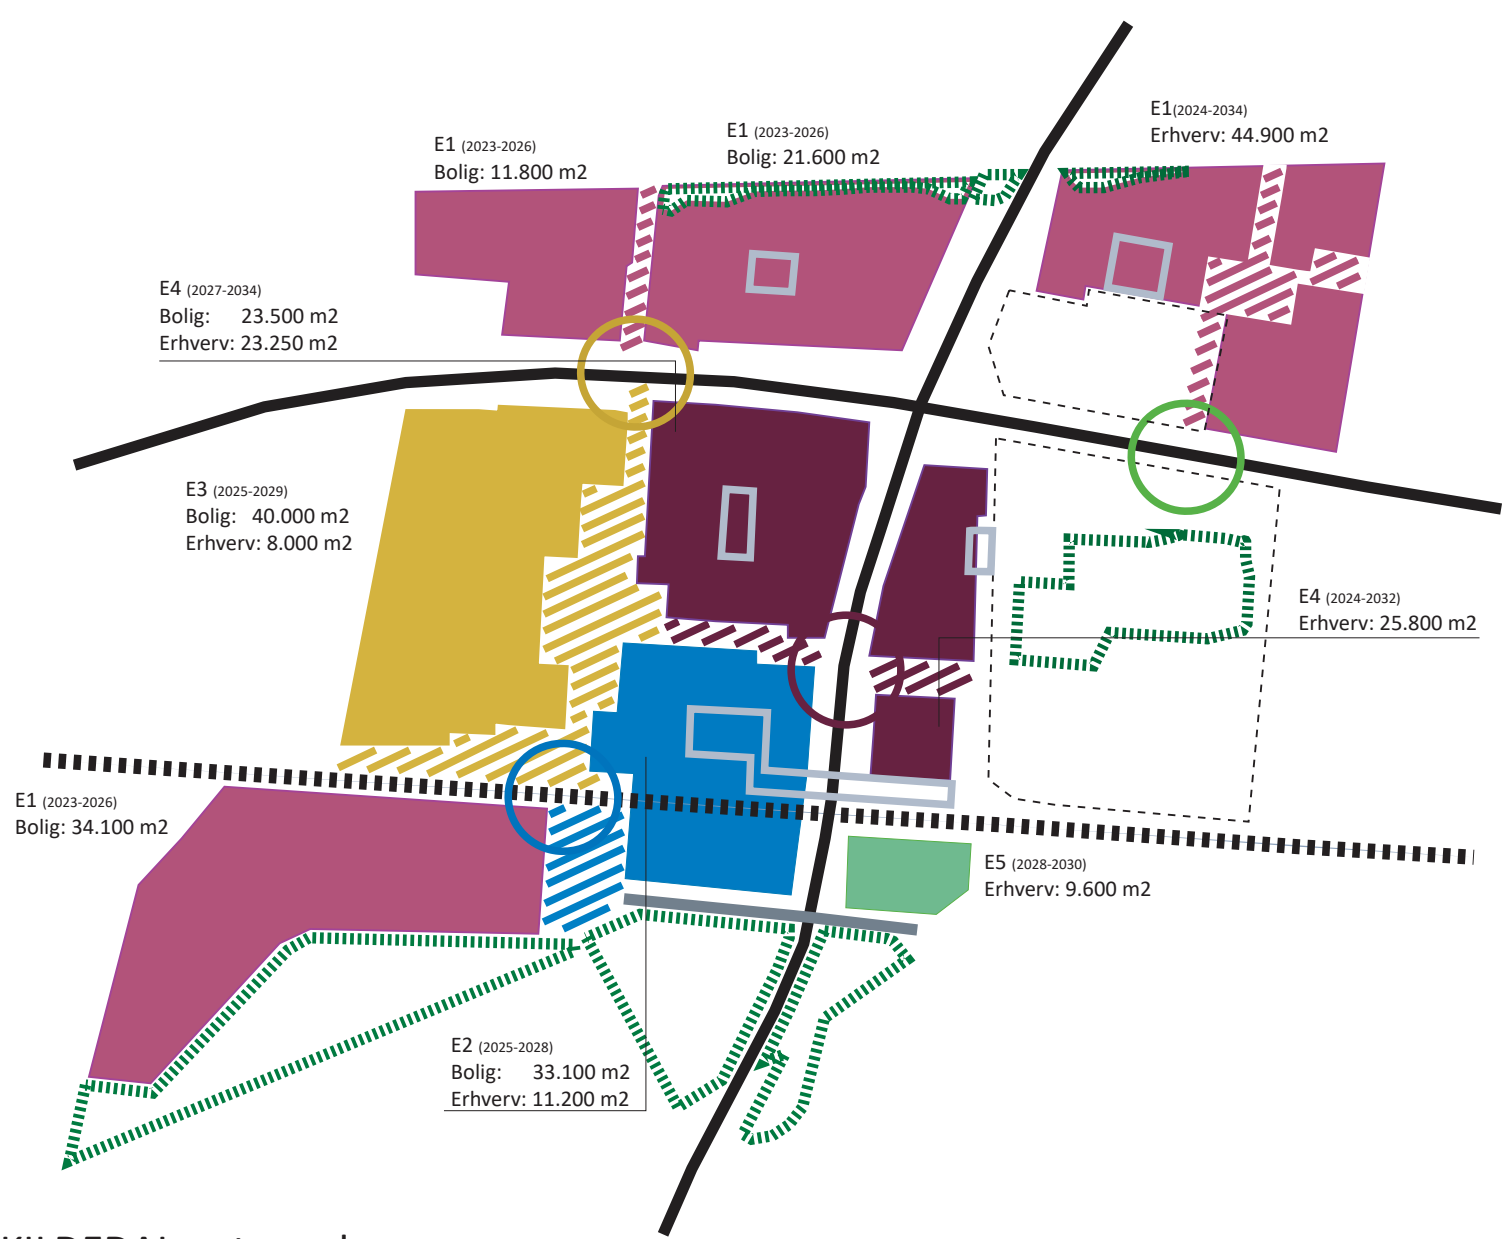 E1 (2023-2026)
Bolig: 11.800 m2
E1 (2023-2026)
Bolig: 21.600 m2
E1(2024-2034)
Erhverv: 44.900 m2
E4 (2027-2034)
Bolig: 23.500 m2
Erhverv: 23.250 m2
E3 (2025-2029)
Bolig: 40.000 m2
Erhverv: 8.000 m2
E4 (2024-2032)
Erhverv: 25.800 m2
E1 (2023-2026)
Bolig: 34.100 m2
E5 (2028-2030)
Erhverv: 9.600 m2
E2 (2025-2028)
Bolig: 33.100 m2
Erhverv: 11.200 m2